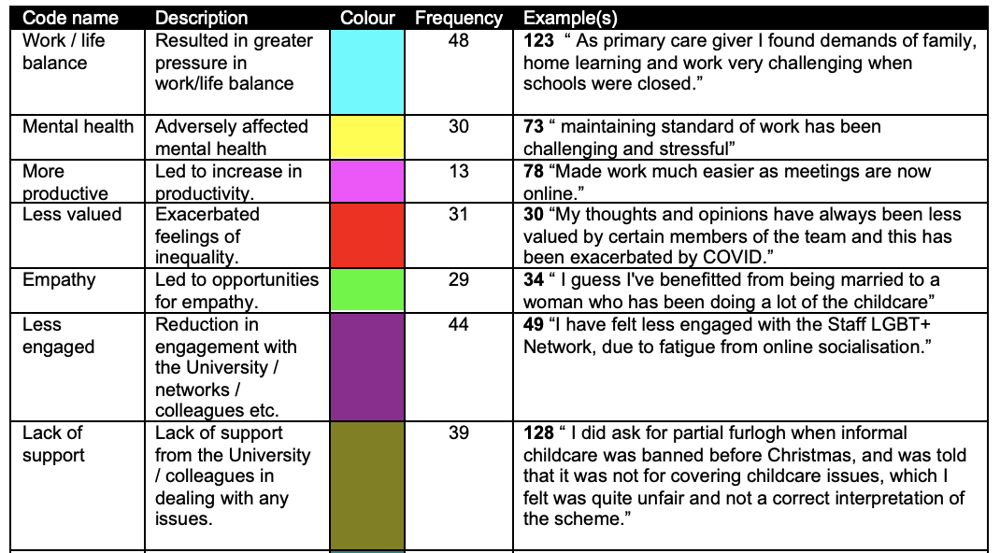 Code name Description Colour Frequency Example(s)
Work / life balance Resulted in greater pressure in work/life balance 48 123 “ As primary care giver I found demands of family, home learning and work very challenging when schools were closed.”
Mental health Adversely affected mental health 30 73 “ maintaining standard of work has been challenging and stressful”
More productive Led to increase in productivity. 13 78 “Made work much easier as meetings are now online.”
Less valued Exacerbated feelings of inequality. 31 30 “My thoughts and opinions have always been less valued by certain members of the team and this has been exacerbated by COVID.”
Empathy Led to opportunities for empathy. 29 34 “ I guess I've benefitted from being married to a woman who has been doing a lot of the childcare”
Less engaged Reduction in engagement with the University / networks / colleagues etc. 44 49 “I have felt less engaged with the Staff LGBT+ Network, due to fatigue from online socialisation.”
Lack of support Lack of support from the University / colleagues in dealing with any issues. 39 128 “ I did ask for partial furlogh when informal childcare was banned before Christmas, and was told that it was not for covering childcare issues, which I felt was quite unfair and not a correct interpretation of the scheme.”